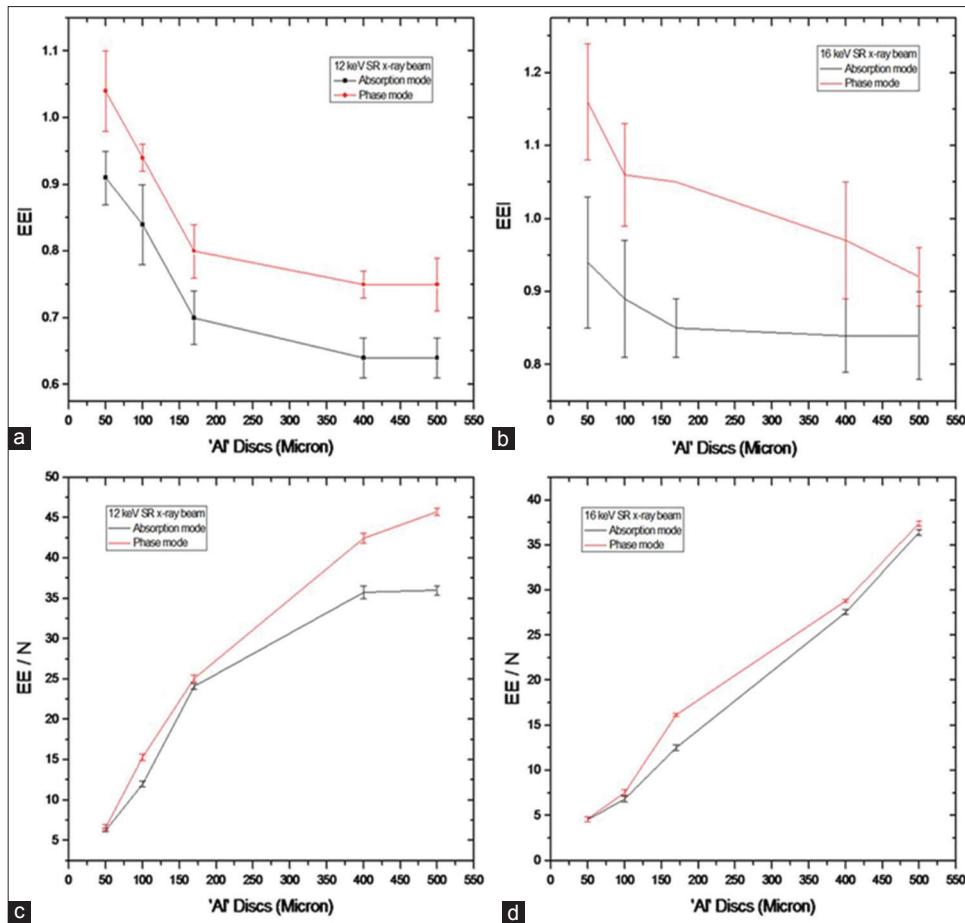 1.1
1.0
0.9
0.8
0.7
0.6
EEI
12 keV SR x-ray beam
Absorption mode
Phase mode
0 50 100 150 200 250 300 350 400 450 500 550
'Al' Discs (Micron)
a
1.2
1.1
1.0
0.9
0.8
EEI
16 keV SR x-ray beam
Absorption mode
Phase mode
0 50 100 150 200 250 300 350 400 450 500 550
'Al' Discs (Micron)
b
50
45
40
35
30
25
20
15
10
5
EE / N
12 keV SR x-ray beam
Absorption mode
Phase mode
0 50 100 150 200 250 300 350 400 450 500 550
'Al' Discs (Micron)
c
40
35
30
25
20
15
10
5
0
EE / N
16 keV SR x-ray beam
Absorption mode
Phase mode
0 50 100 150 200 250 300 350 400 450 500 550
'Al' Discs (Micron)
d